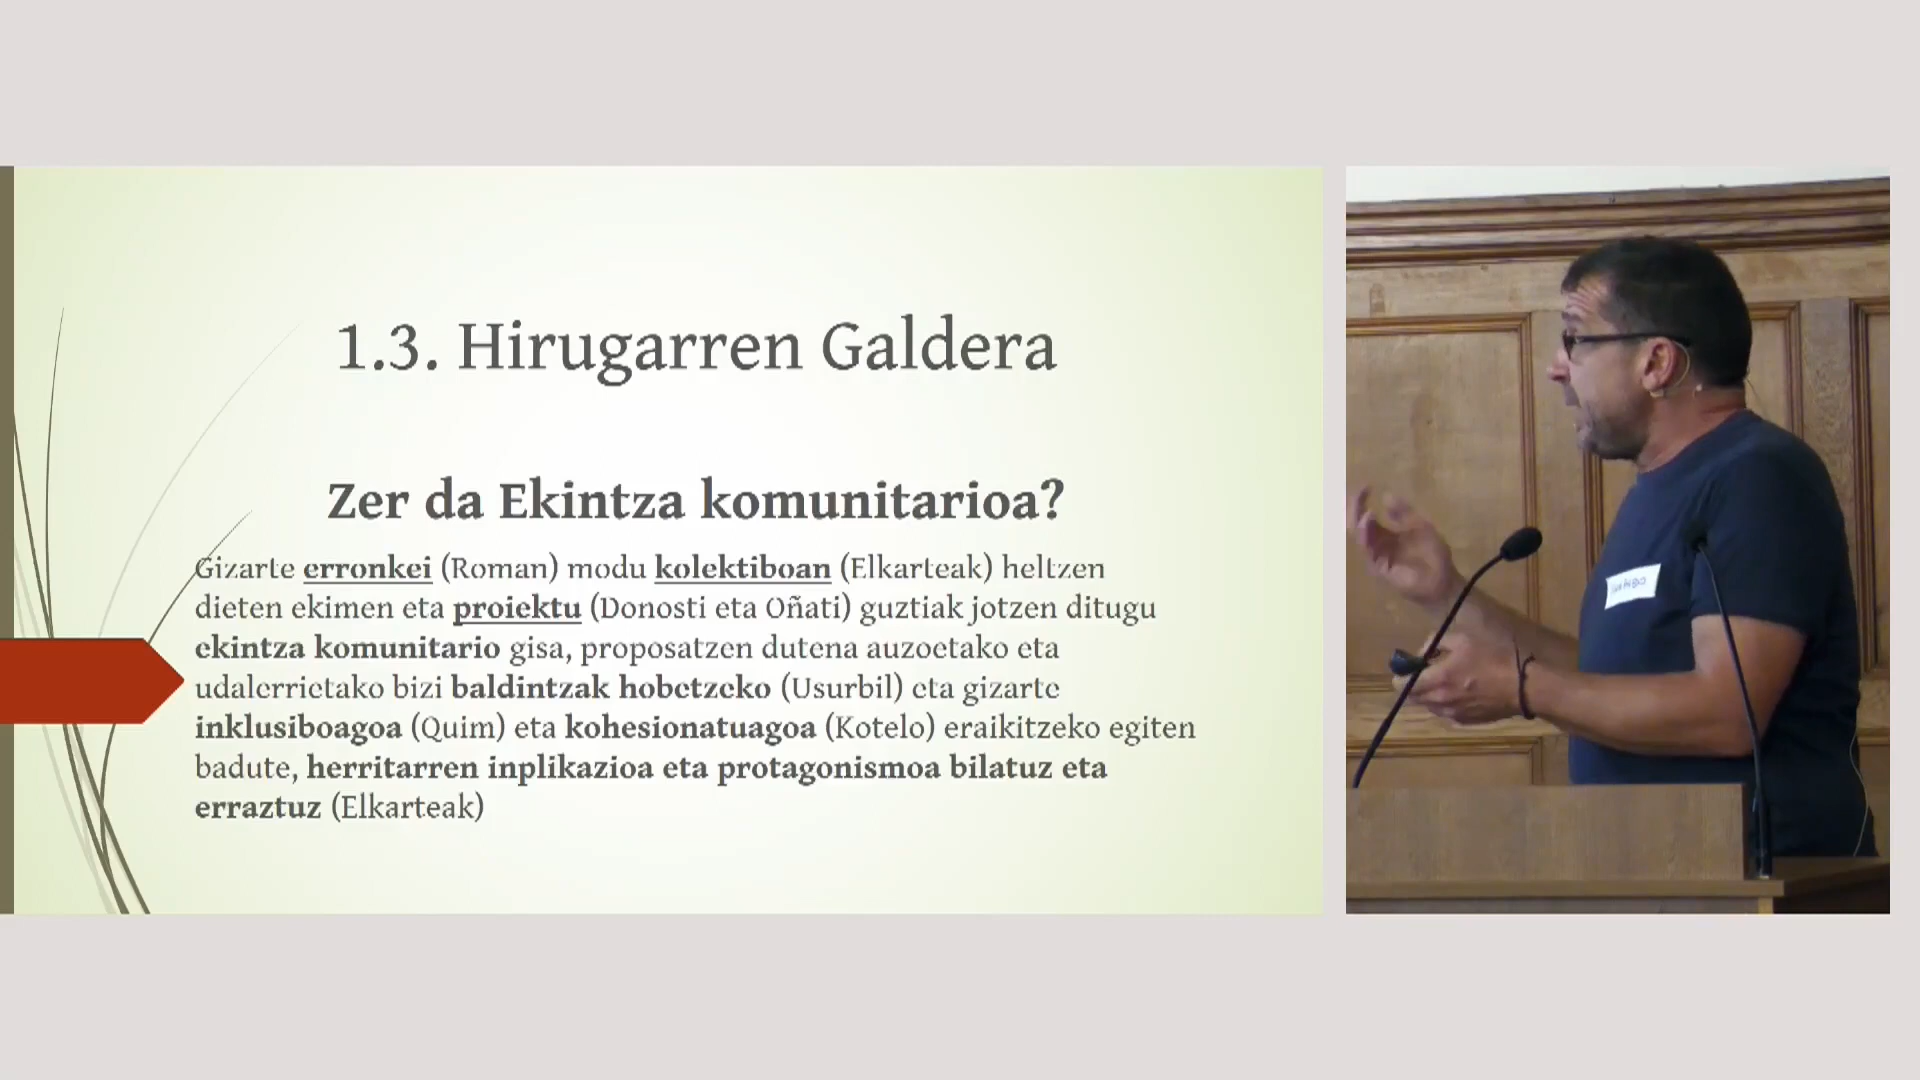 1.3. Hirugarren Galdera
Zer da Ekintza komunitarioa?
Gizarte erronkei (Roman) modu kolektiboan (Elkarteak) heltzen
dieten ekimen eta proiektu (Donosti eta Oñati) guztiak jotzen ditugu
ekintza komunitario gisa, proposatzen dutena auzoetako eta
udalerrietako bizi baldintzak hobetzeko (Usurbil) eta gizarte
inklusiboagoa (Quim) eta kohesionatuagoa (Kotelo) eraikitzeko egiten
badute, herritarren inplikazioa eta protagonismoa bilatuz eta
erraztuz (Elkarteak)